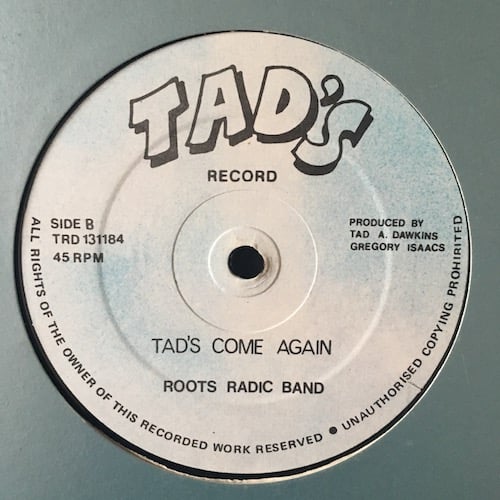 TAD'S
RECORD
SIDE B
TRD 131184
45 RPM
PRODUCED BY
TAD A. DAWKINS
GREGORY ISAACS
TAD'S COME AGAIN
ROOTS RADIC BAND
ALL RIGHTS OF THE OWNER OF THIS RECORDED WORK RESERVED ● UNAUTHORISED COPYING PROHIBITED